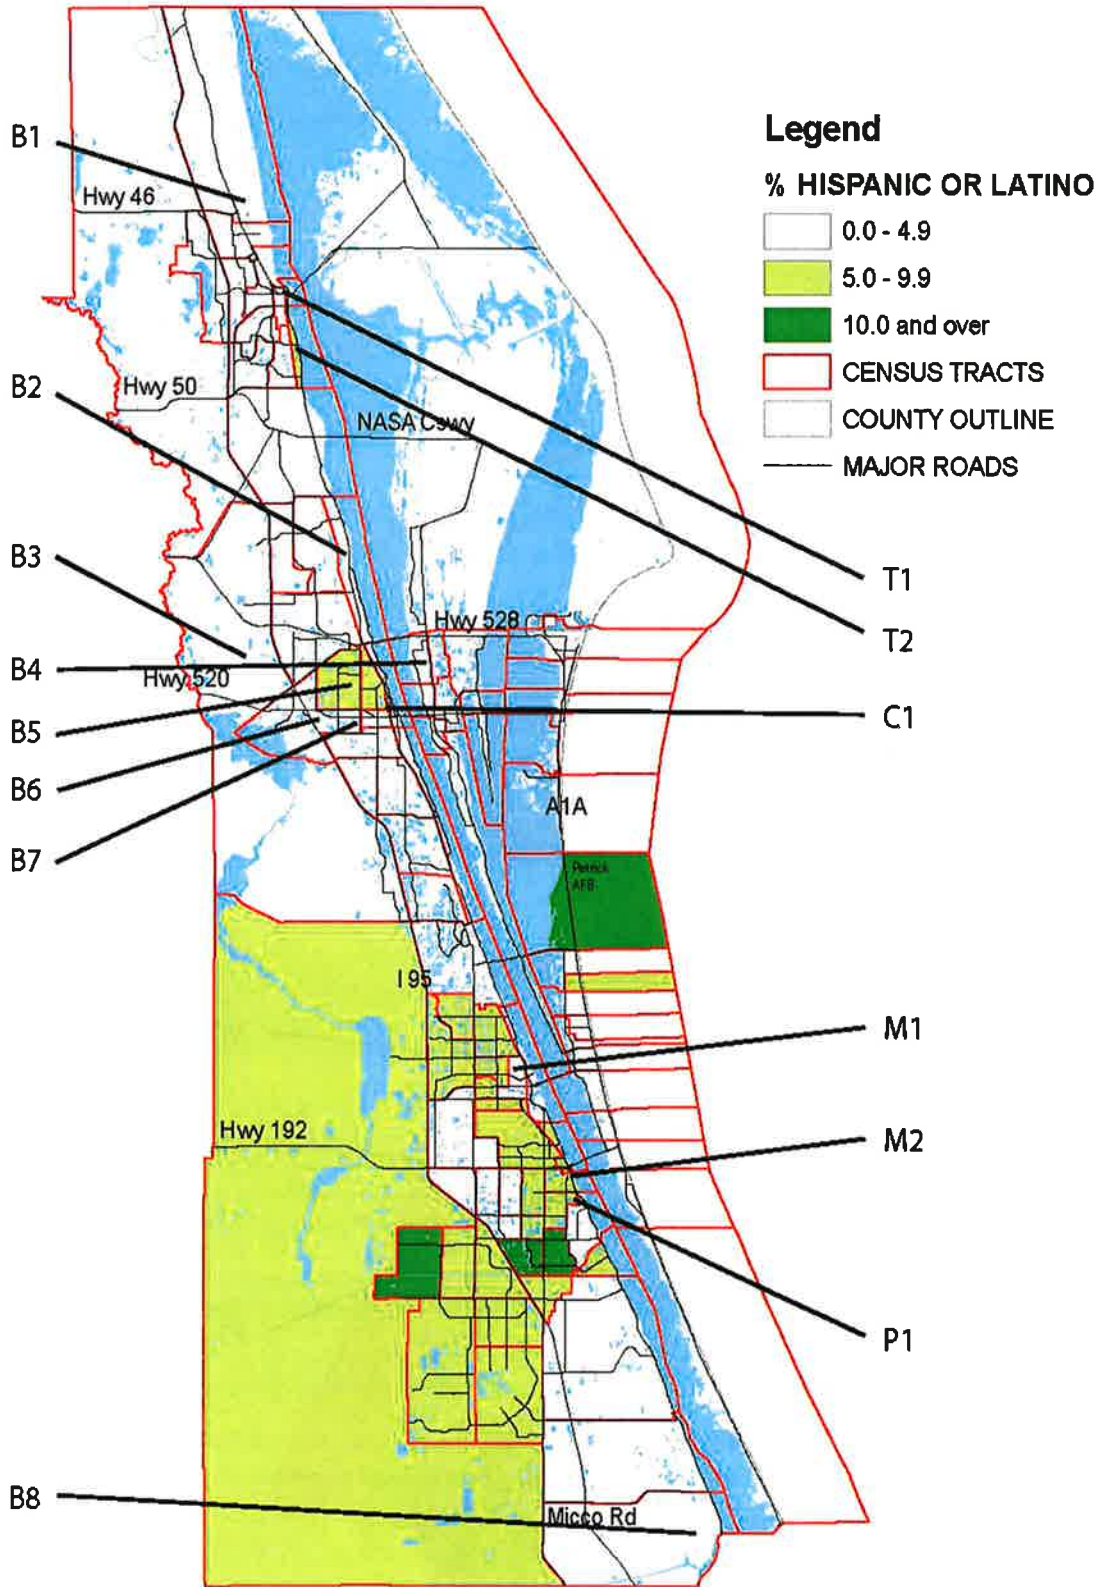 Legend
% HISPANIC OR LATINO
0.0 - 4.9
5.0 - 9.9
10.0 and over
CENSUS TRACTS
COUNTY OUTLINE
MAJOR ROADS
B1
Hwy 46
B2
Hwy 50
NASA Cswy
B3
T1
T2
Hwy 528
B4
Hwy 520
B5
C1
B6
B7
A1A
Patrick
AFB
I 95
M1
Hwy 192
M2
P1
B8
Micco Rd